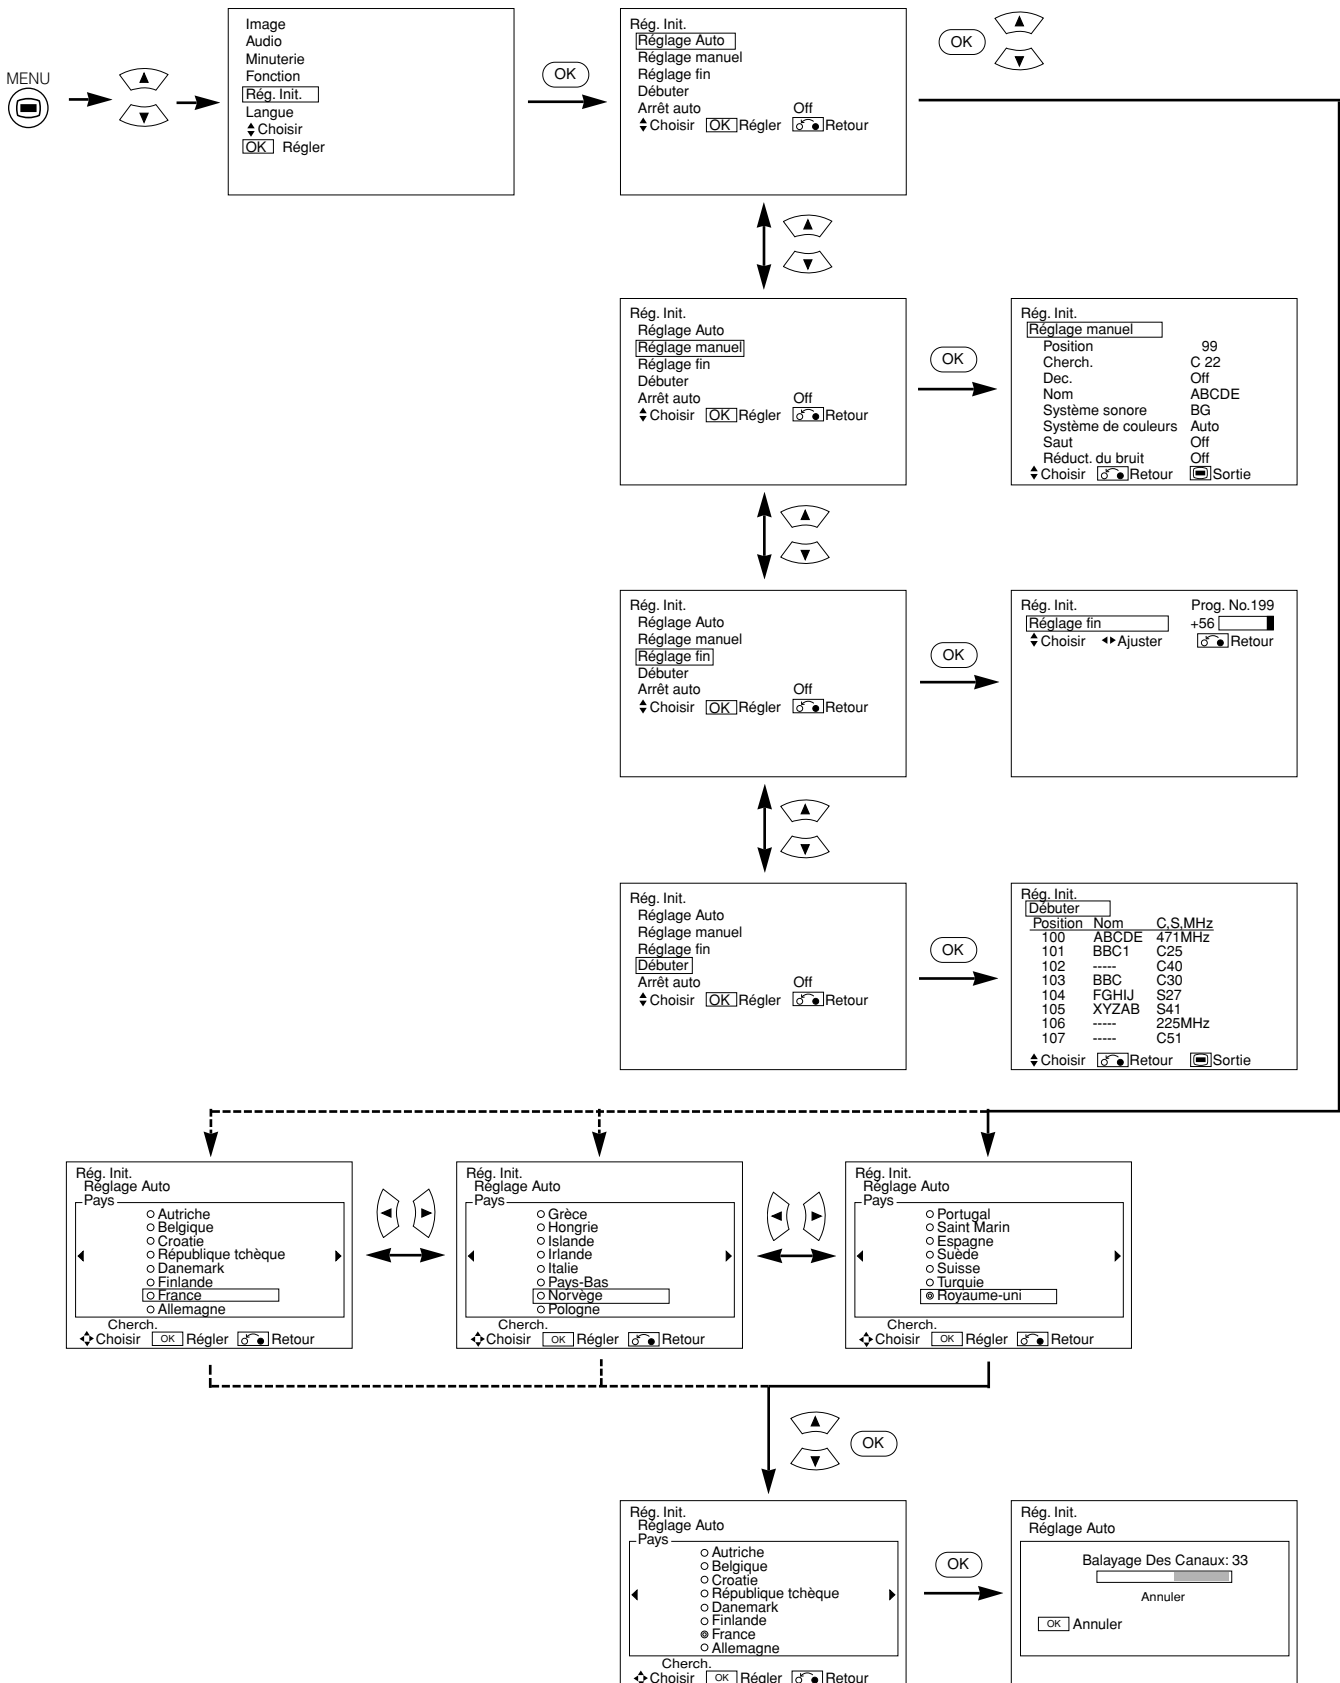 MENU
Image
Audio
Minuterie
Fonction
Rég. Init.
Langue
Choisir
OK Régler
OK
Rég. Init.
Réglage Auto
Réglage manuel
Réglage fin
Débuter
Arrêt auto Off
Choisir OK Régler Retour
OK
Rég. Init.
Réglage Auto
Réglage manuel
Réglage fin
Débuter
Arrêt auto Off
Choisir OK Régler Retour
OK
Rég. Init.
Réglage manuel
Position 99
Cherch. C 22
Dec. Off
Nom ABCDE
Système sonore BG
Système de couleurs Auto
Saut Off
Réduct. du bruit Off
Choisir Retour Sortie
Rég. Init.
Réglage Auto
Réglage manuel
Réglage fin
Débuter
Arrêt auto Off
Choisir OK Régler Retour
OK
Rég. Init. Prog. No.199
Réglage fin +56
Choisir Ajuster Retour
Rég. Init.
Réglage Auto
Réglage manuel
Réglage fin
Débuter
Arrêt auto Off
Choisir OK Régler Retour
OK
Rég. Init.
Débuter
Position Nom C,S,MHz
100 ABCDE 471MHz
101 BBC1 C25
102 ----- C40
103 BBC C30
104 FGHIJ S27
105 XYZAB S41
106 ----- 225MHz
107 ----- C51
Choisir Retour Sortie
Rég. Init.
Réglage Auto
Pays
Autriche
Belgique
Croatie
République tchèque
Danemark
Finlande
France
Allemagne
Cherch.
Choisir OK Régler Retour
Rég. Init.
Réglage Auto
Pays
Grèce
Hongrie
Islande
Irlande
Italie
Pays-Bas
Norvège
Pologne
Cherch.
Choisir OK Régler Retour
Rég. Init.
Réglage Auto
Pays
Portugal
Saint Marin
Espagne
Suède
Suisse
Turquie
Royaume-uni
Cherch.
Choisir OK Régler Retour
OK
Rég. Init.
Réglage Auto
Pays
Autriche
Belgique
Croatie
République tchèque
Danemark
Finlande
France
Allemagne
Cherch.
Choisir OK Régler Retour
OK
Rég. Init.
Réglage Auto
Balayage Des Canaux: 33
Annuler
OK Annuler